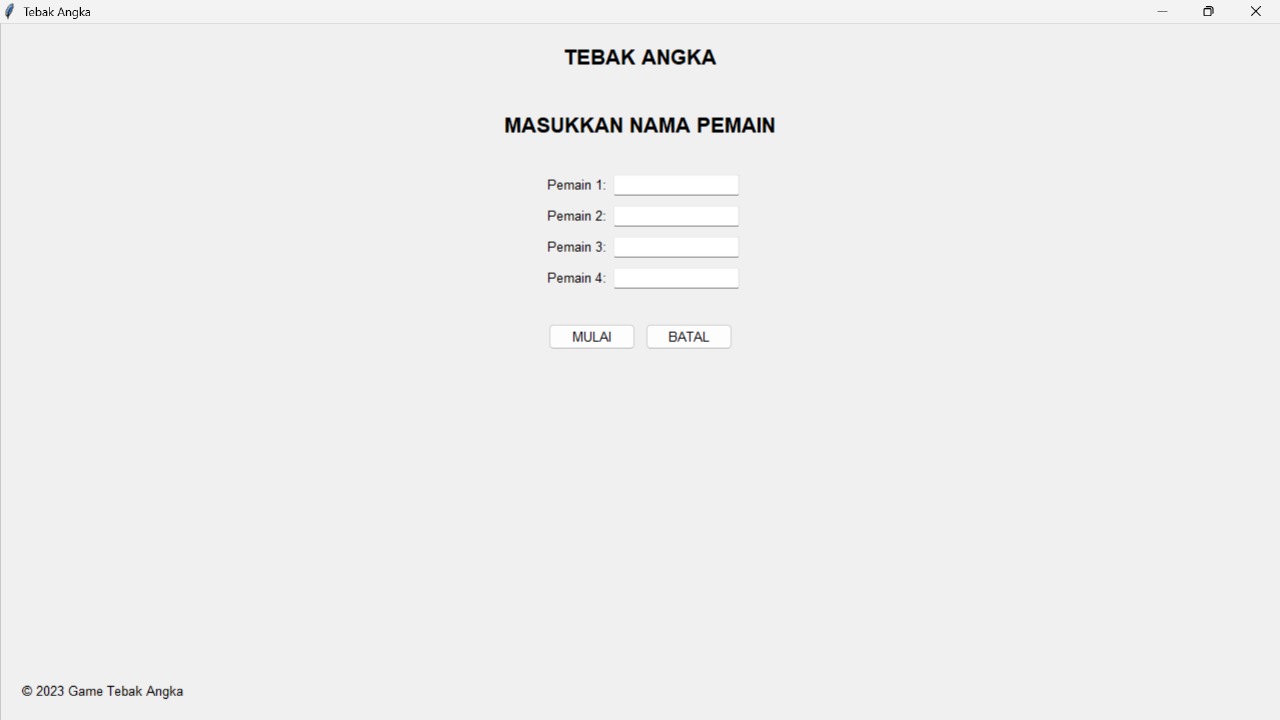 Tebak Angka
TEBAK ANGKA
MASUKKAN NAMA PEMAIN
Pemain 1:
Pemain 2:
Pemain 3:
Pemain 4:
MULAI BATAL
© 2023 Game Tebak Angka